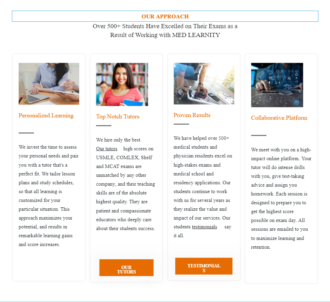 OUR APPROACH
Over 500+ Students Have Excelled on Their Exams as a
Result of Working with MED LEARNITY
Personalized Learning
We invest the time to assess
your personal needs and pair
you with a tutor that's a
perfect fit. We tailor lesson
plans and study schedules,
so that all learning is
customized for your
particular situation. This
approach maximizes your
potential, and results in
remarkable learning gains
and score increases.
Top Notch Tutors
We hire only the best.
Our tutors score high scores on
USMLE, COMLEX, Shelf
and MCAT exams are
unmatched by any other
company, and their teaching
skills are of the absolute
highest quality. They are
patient and compassionate
educators who deeply care
about their students success.
OUR
TUTORS
Proven Results
We have helped over 500+
medical students and
physician residents excel on
high-stakes exams and
medical school and
residency applications. Our
students continue to work
with us for several years as
they realize the value and
impact of our services. Our
students testimonials say
it all.
TESTIMONIAL
S
Collaborative Platform
We meet with you on a high-
impact online platform. Your
tutor will do intense skills
with you, give test-taking
advice and assign you
homework. Each session is
designed to prepare you to
get the highest score
possible on exam day. All
sessions are emailed to you
to maximize learning and
retention.